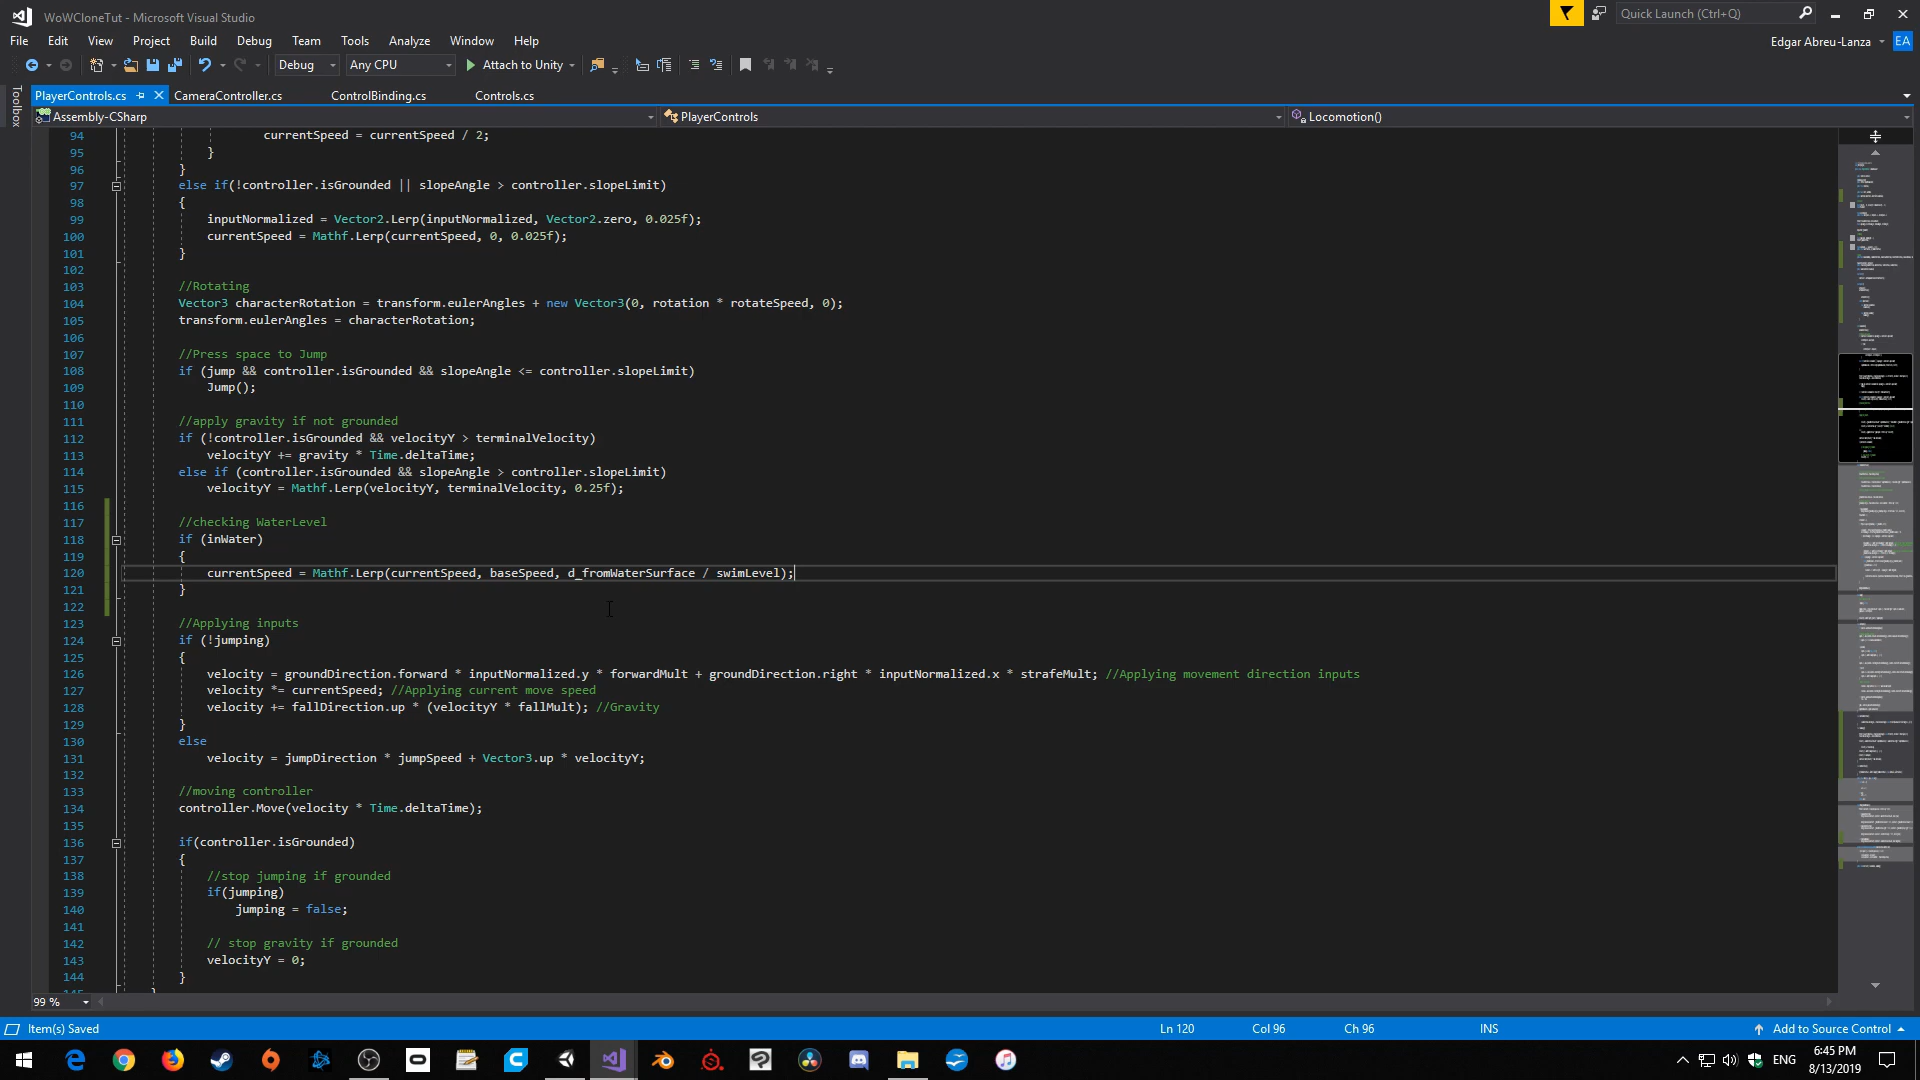 WoWCloneTut - Microsoft Visual Studio
Quick Launch (Ctrl+Q)
File Edit View Project Build Debug Team Tools Analyze Window Help
Edgar Abreu-Lanza EA
Debug Any CPU Attach to Unity
Toolbox
PlayerControls.cs CameraController.cs ControlBinding.cs Controls.cs
Assembly-CSharp PlayerControls Locomotion()
94 currentSpeed = currentSpeed / 2;
95 }
96 }
97 else if(!controller.isGrounded || slopeAngle > controller.slopeLimit)
98 {
99 inputNormalized = Vector2.Lerp(inputNormalized, Vector2.zero, 0.025f);
100 currentSpeed = Mathf.Lerp(currentSpeed, 0, 0.025f);
101 }
102
103 //Rotating
104 Vector3 characterRotation = transform.eulerAngles + new Vector3(0, rotation * rotateSpeed, 0);
105 transform.eulerAngles = characterRotation;
106
107 //Press space to Jump
108 if (jump && controller.isGrounded && slopeAngle <= controller.slopeLimit)
109 Jump();
110
111 //apply gravity if not grounded
112 if (!controller.isGrounded && velocityY > terminalVelocity)
113 velocityY += gravity * Time.deltaTime;
114 else if (controller.isGrounded && slopeAngle > controller.slopeLimit)
115 velocityY = Mathf.Lerp(velocityY, terminalVelocity, 0.25f);
116
117 //checking WaterLevel
118 if (inWater)
119 {
120 currentSpeed = Mathf.Lerp(currentSpeed, baseSpeed, d_fromWaterSurface / swimLevel);
121 }
122
123 //Applying inputs
124 if (!jumping)
125 {
126 velocity = groundDirection.forward * inputNormalized.y * forwardMult + groundDirection.right * inputNormalized.x * strafeMult; //Applying movement direction inputs
127 velocity *= currentSpeed; //Applying current move speed
128 velocity += fallDirection.up * (velocityY * fallMult); //Gravity
129 }
130 else
131 velocity = jumpDirection * jumpSpeed + Vector3.up * velocityY;
132
133 //moving controller
134 controller.Move(velocity * Time.deltaTime);
135
136 if(controller.isGrounded)
137 {
138 //stop jumping if grounded
139 if(jumping)
140 jumping = false;
141
142 // stop gravity if grounded
143 velocityY = 0;
144 }
99 %
Item(s) Saved Ln 120 Col 96 Ch 96 INS Add to Source Control
ENG 6:45 PM
8/13/2019